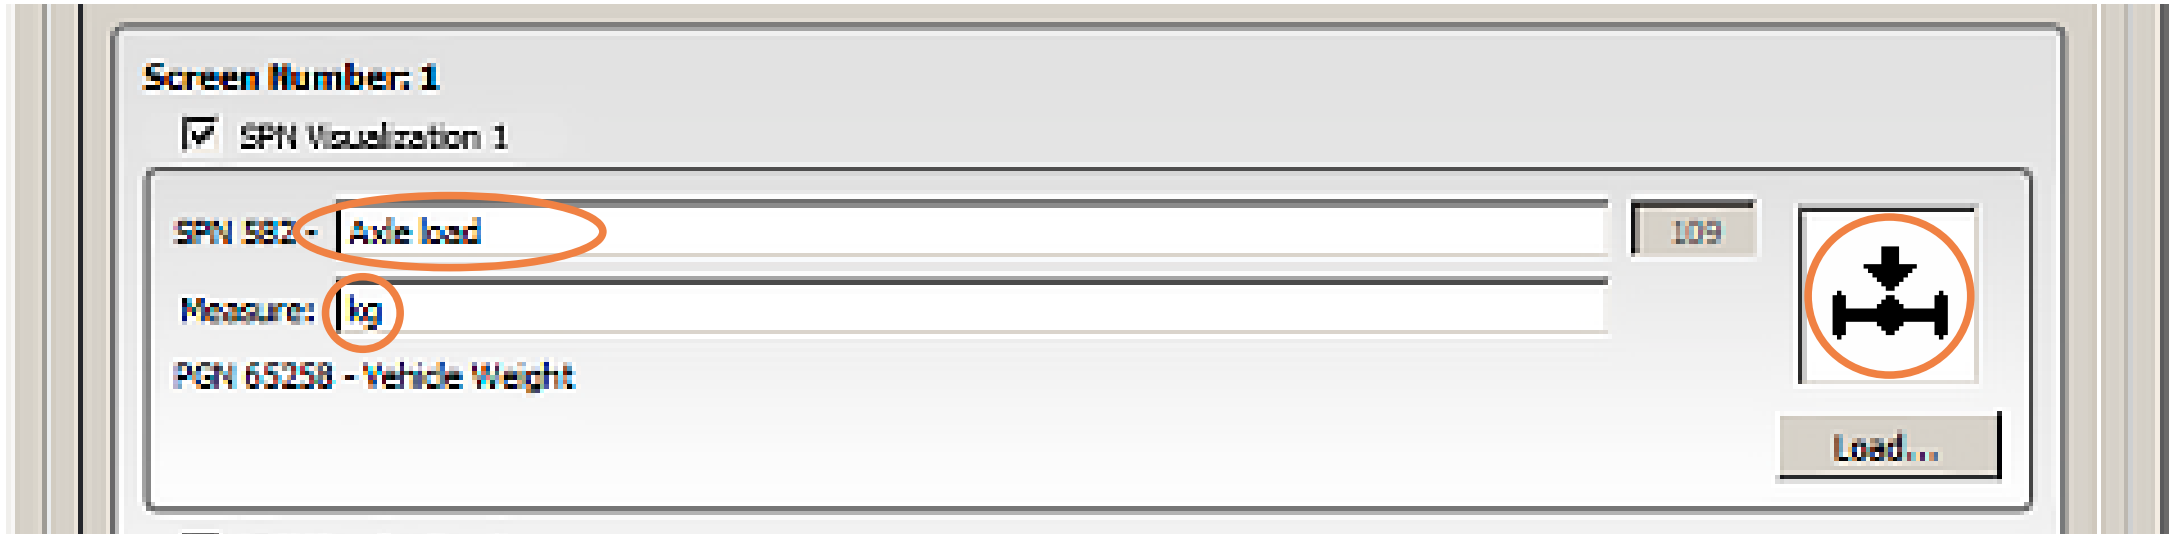 Screen Number: 1
SPN Visualization 1
SPN 582 - Axle load 109
Measure: kg
PGN 65258 - Vehicle Weight
Load...